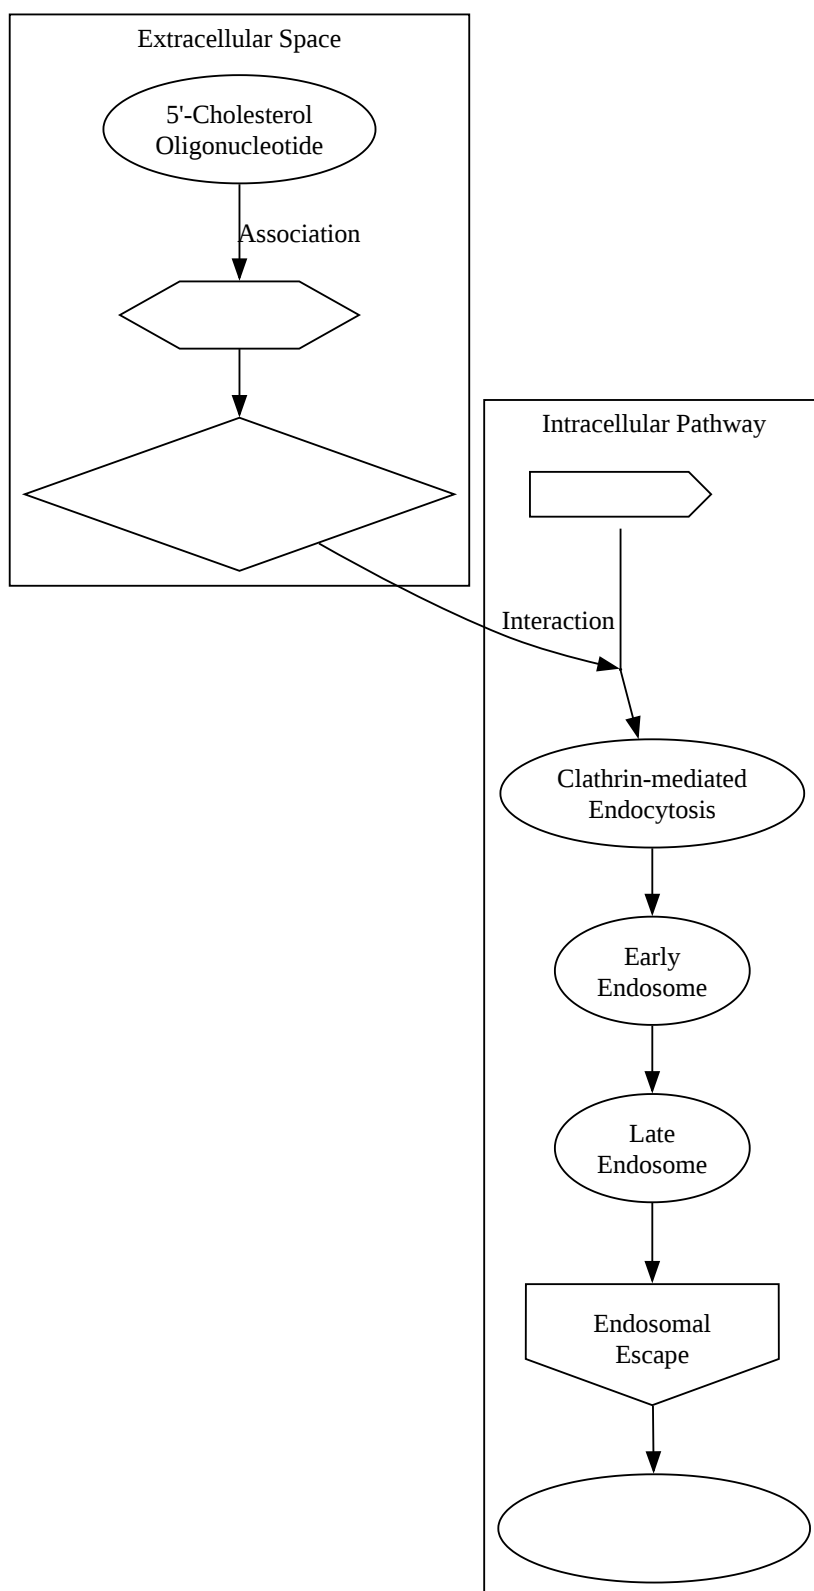 Extracellular Space
5'-Cholesterol
Oligonucleotide
Association
Intracellular Pathway
Interaction
Clathrin-mediated
Endocytosis
Early
Endosome
Late
Endosome
Endosomal
Escape